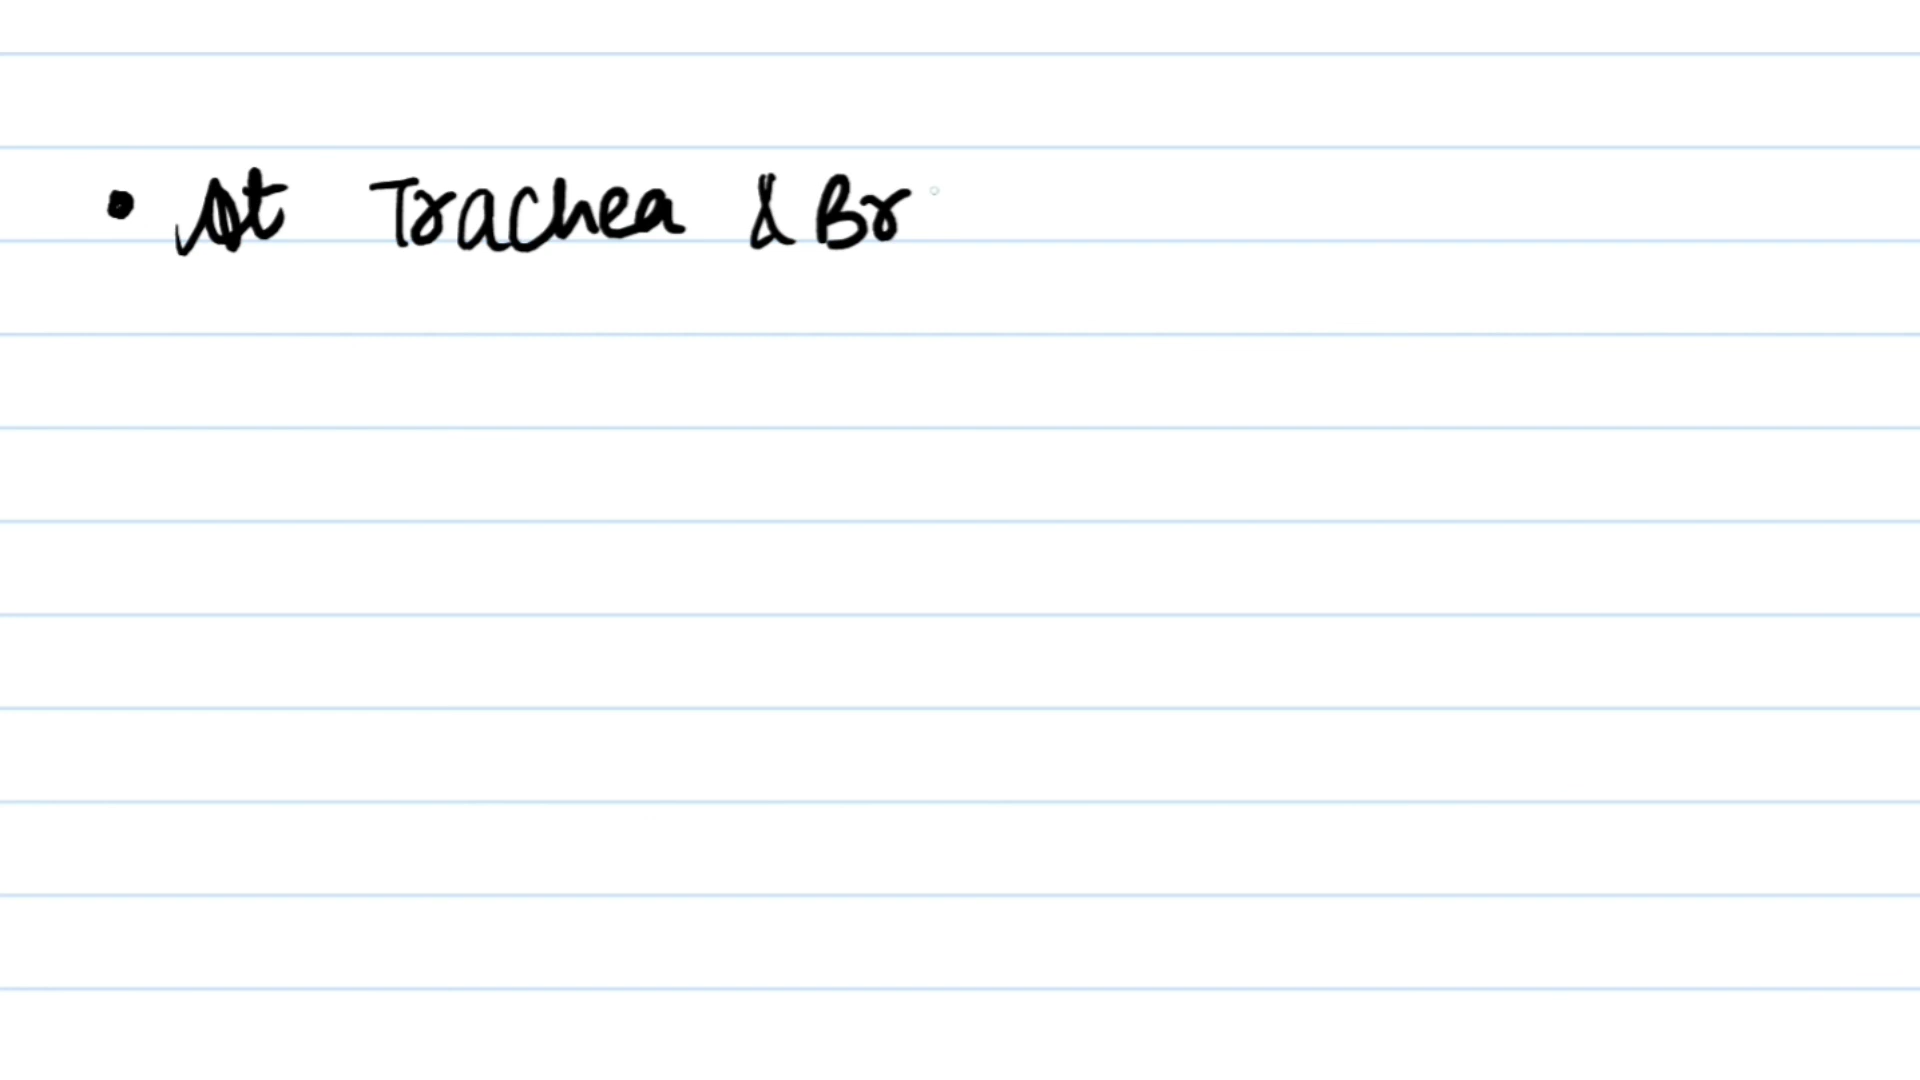 • At Trachea & Br